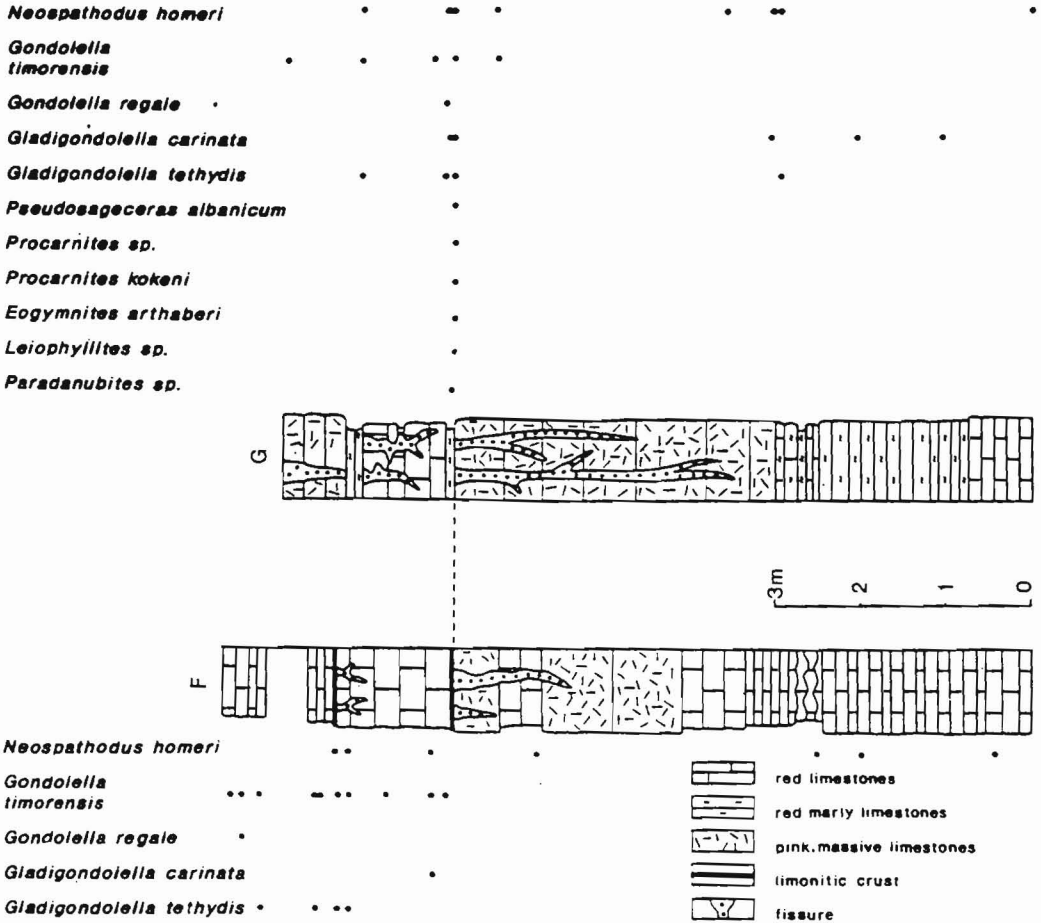 Neospathodus homeri
Gondolella
timorensis
Gondolella regale
Gladigondolella carinata
Gladigondolella tethydis
Pseudosageceras albanicum
Procarnites sp.
Procarnites kokeni
Eogymnites arthaberi
Leiophyllites sp.
Paradanubites sp.
G
3m
2
1
0
F
Neospathodus homeri
Gondolella
timorensis
Gondolella regale
Gladigondolella carinata
Gladigondolella tethydis
red limestones
red marly limestones
pink.massive limestones
limonitic crust
fissure